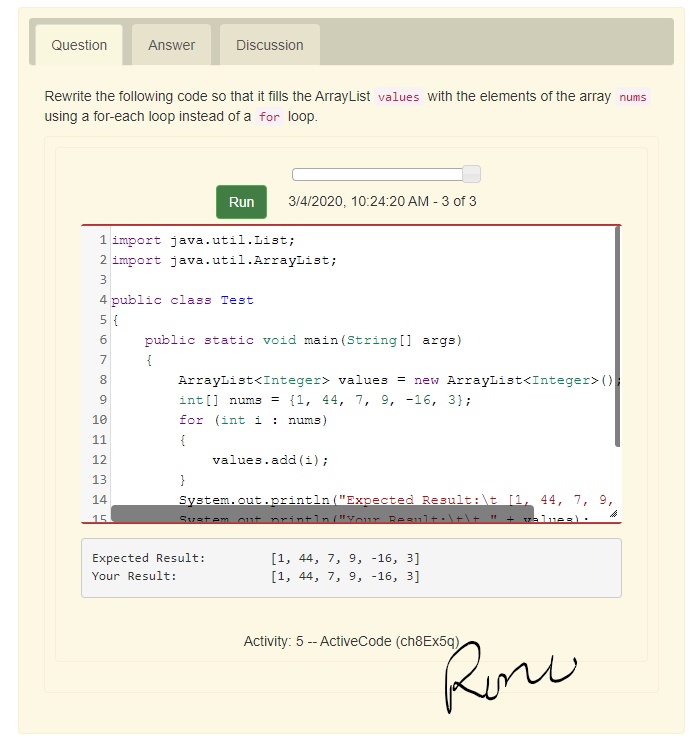 Question Answer Discussion
Rewrite the following code so that it fills the ArrayList values with the elements of the array nums
using a for-each loop instead of a for loop.
Run 3/4/2020, 10:24:20 AM - 3 of 3
1 import java.util.List;
2 import java.util.ArrayList;
3
4 public class Test
5 {
6 public static void main(String[] args)
7 {
8 ArrayList<Integer> values = new ArrayList<Integer>();
9 int[] nums = {1, 44, 7, 9, -16, 3};
10 for (int i : nums)
11 {
12 values.add(i);
13 }
14 System.out.println("Expected Result:\t [1, 44, 7, 9,
15 System.out.println("Your Result:\t\t " + values);
Expected Result: [1, 44, 7, 9, -16, 3]
Your Result: [1, 44, 7, 9, -16, 3]
Activity: 5 -- ActiveCode (ch8Ex5q)